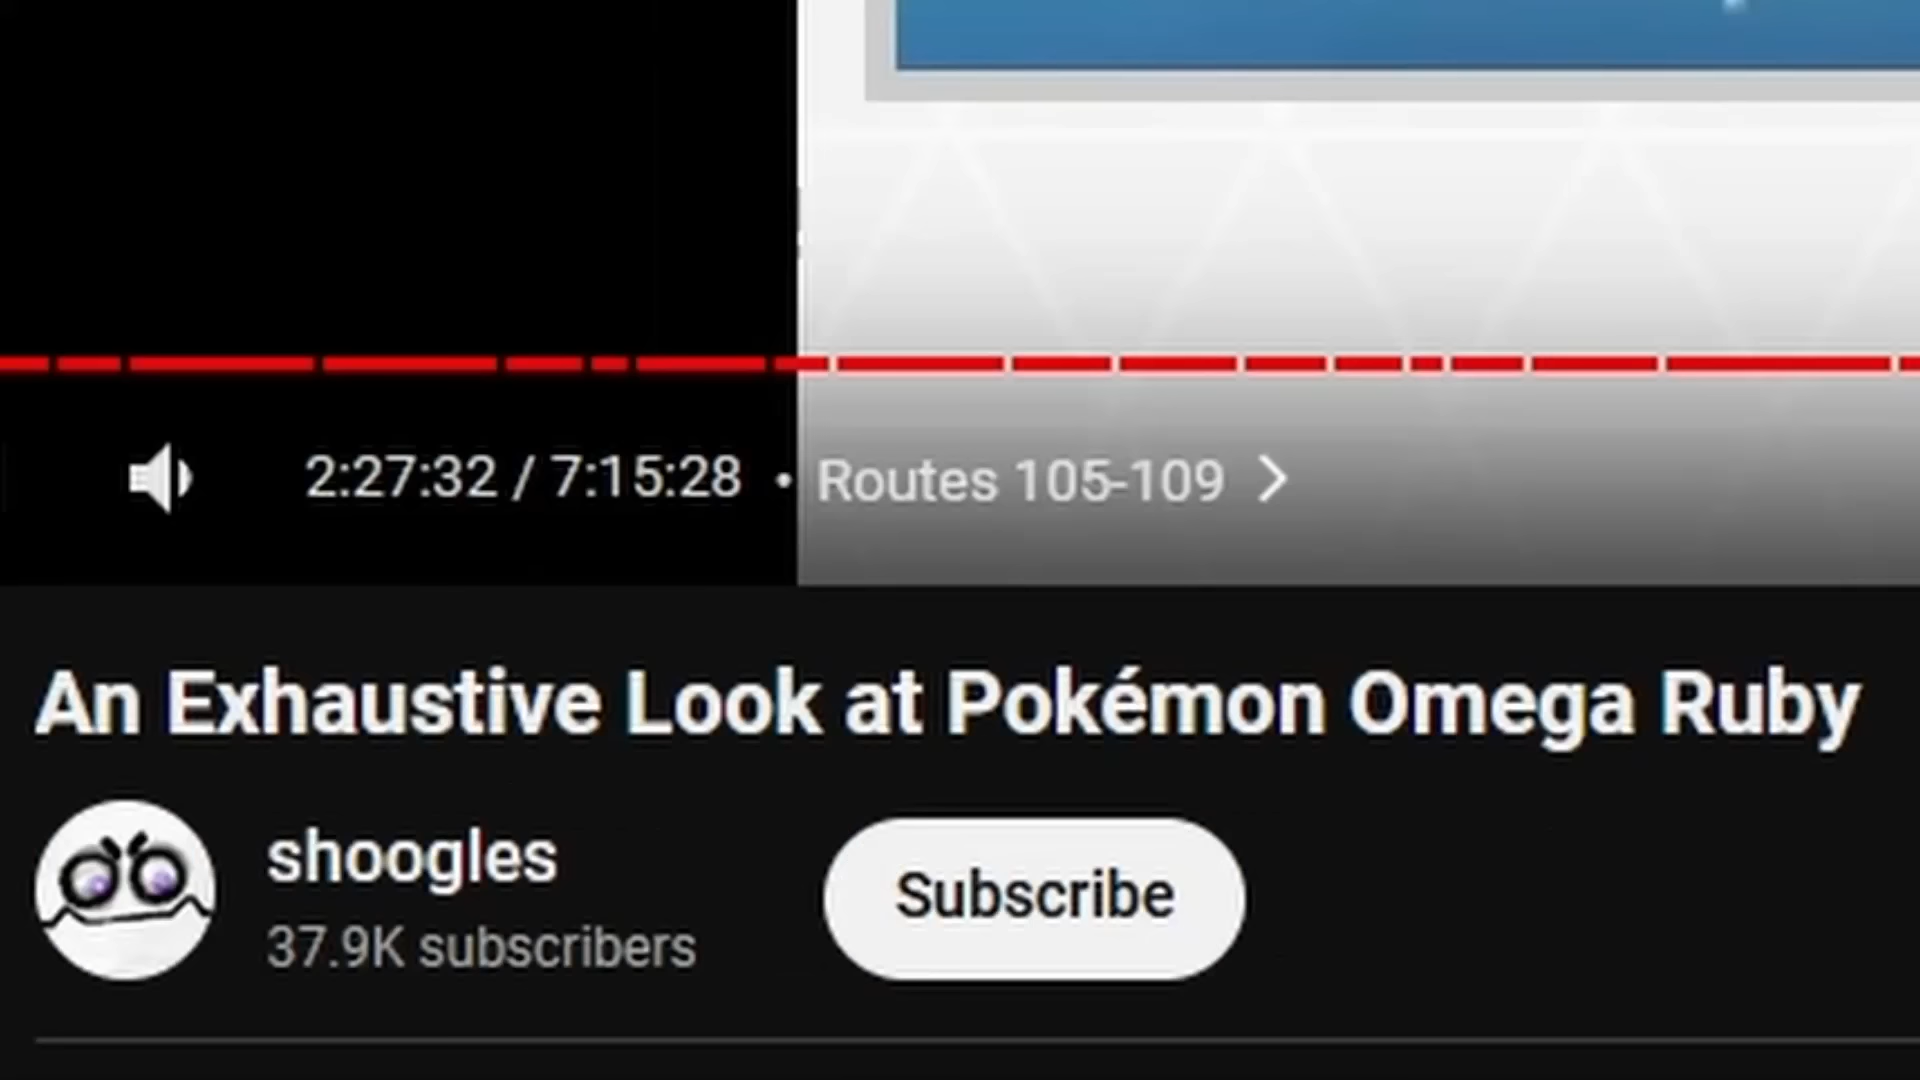 2:27:32 / 7:15:28 • Routes 105-109 >
An Exhaustive Look at Pokémon Omega Ruby
shoogles
37.9K subscribers
Subscribe